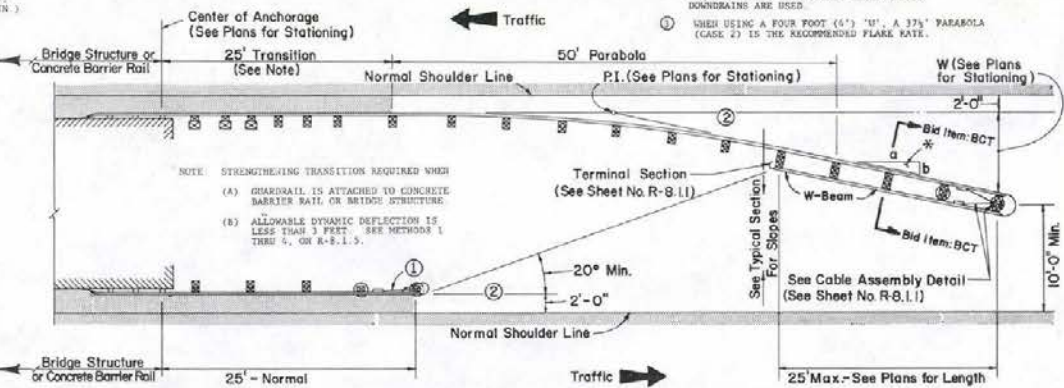 N.)
Center of Anchorage
(See Plans for Stationing)
Traffic
DOWNDRAINS ARE USED.
① WHEN USING A FOUR FOOT (4') 'U', A 37½' PARABOLA
(CASE 2) IS THE RECOMMENDED FLARE RATE.
Bridge Structure or
Concrete Barrier Rail
25' Transition
(See Note)
50' Parabola
Normal Shoulder Line
P.I. (See Plans for Stationing)
W (See Plans
for Stationing)
2'-0"
②
Bid Item: BCT
*
a
b
NOTE STRENGTHENING TRANSITION REQUIRED WHEN
(A) GUARDRAIL IS ATTACHED TO CONCRETE
BARRIER RAIL OR BRIDGE STRUCTURE
(B) ALLOWABLE DYNAMIC DEFLECTION IS
LESS THAN 3 FEET. SEE METHODS 1
THRU 4, ON R-8.1.5.
Terminal Section
(See Sheet No. R-8.1.1)
W-Beam
Bid Item: BCT
See Typical Section
For Slopes
10'-0" Min.
See Cable Assembly Detail
(See Sheet No. R-8.1.1)
①
20° Min.
②
2'-0"
Normal Shoulder Line
Bridge Structure
or Concrete Barrier Rail
25' - Normal
Traffic
25' Max.-See Plans for Length